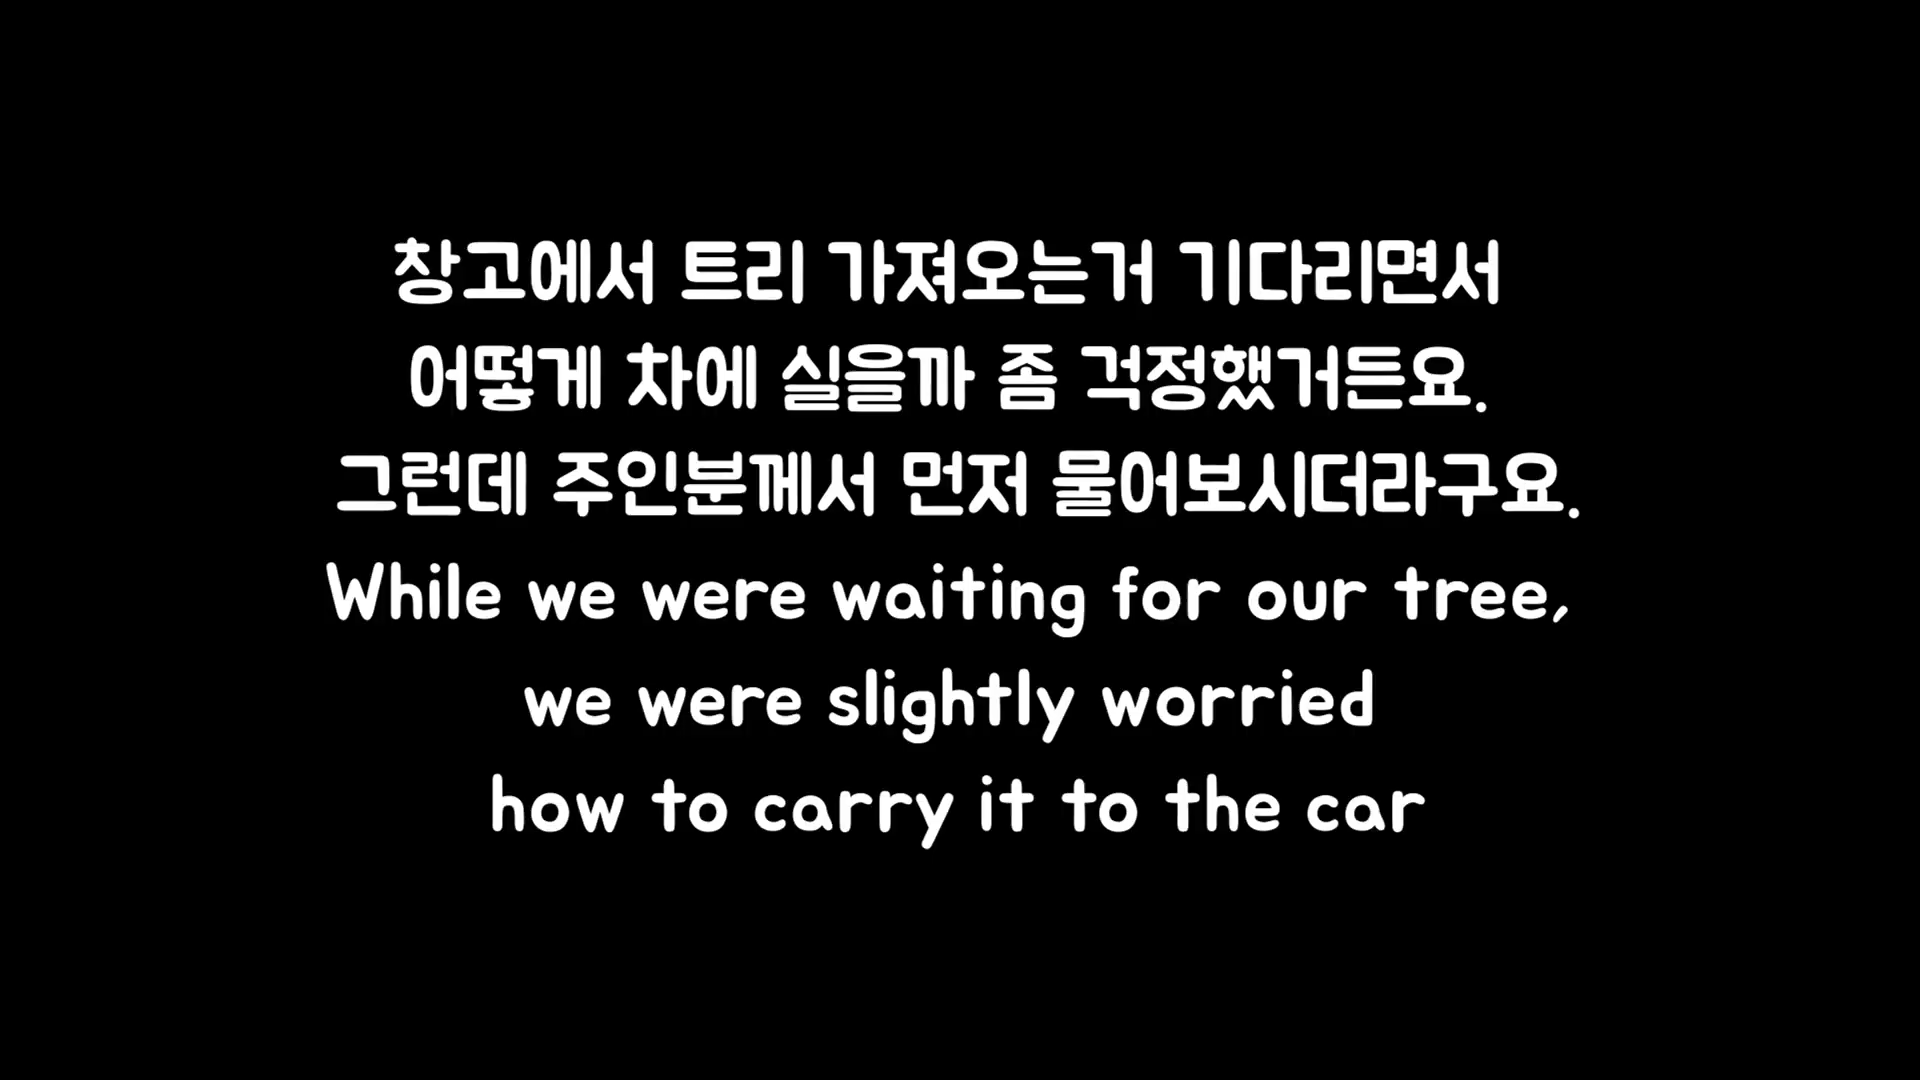 창고에서 트리 가져오는거 기다리면서
어떻게 차에 실을까 좀 걱정했거든요.
그런데 주인분께서 먼저 물어보시더라구요.
While we were waiting for our tree,
we were slightly worried
how to carry it to the car